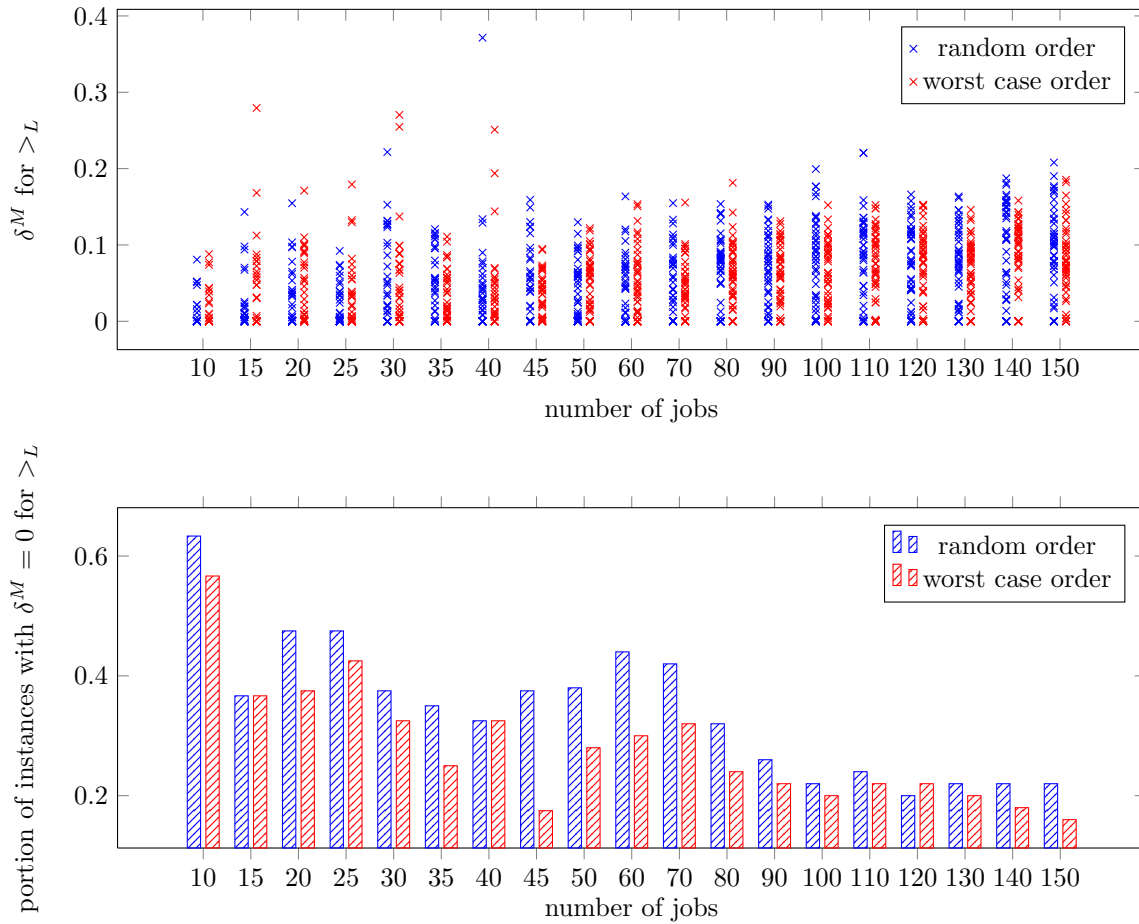 0.4
0.3
0.2
0.1
0
δ^M for >_L
random order
worst case order
10 15 20 25 30 35 40 45 50 60 70 80 90 100 110 120 130 140 150
number of jobs
0.6
0.4
0.2
portion of instances with δ^M = 0 for >_L
random order
worst case order
10 15 20 25 30 35 40 45 50 60 70 80 90 100 110 120 130 140 150
number of jobs